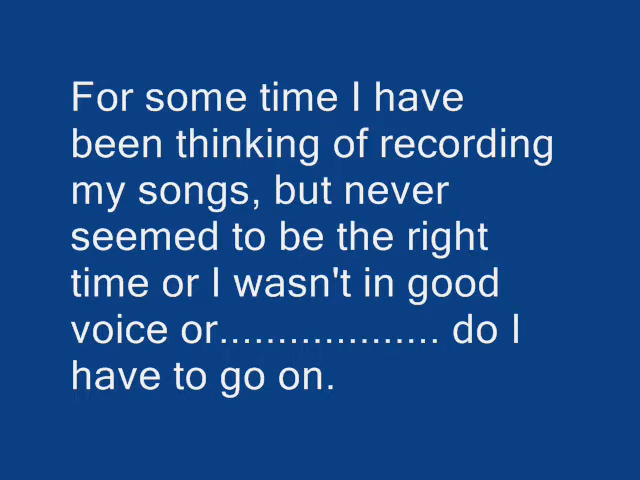 For some time I have
been thinking of recording
my songs, but never
seemed to be the right
time or I wasn't in good
voice or................... do I
have to go on.